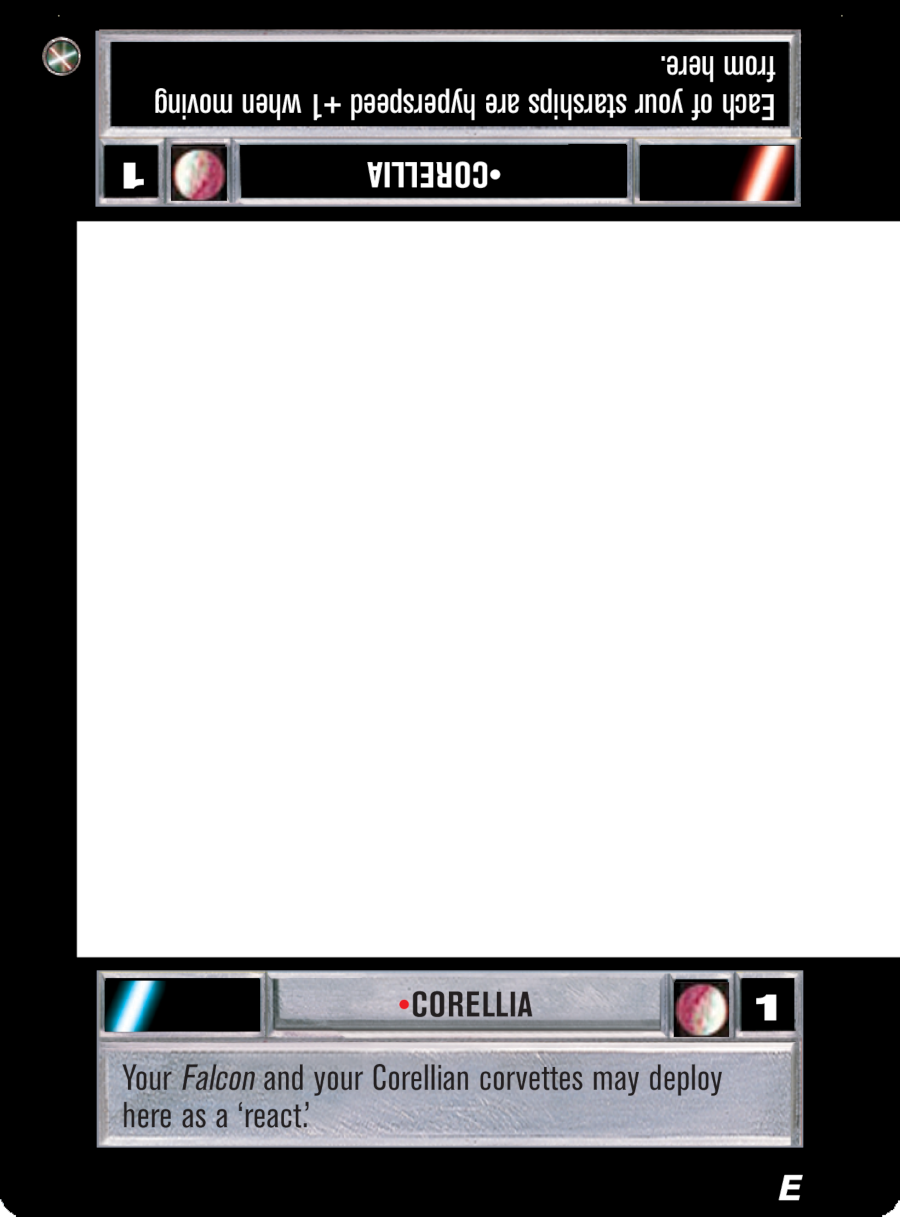 Each of your starships are hyperspeed +1 when moving
from here.
•CORELLIA
1
•CORELLIA
1
Your Falcon and your Corellian corvettes may deploy
here as a ‘react.’
E